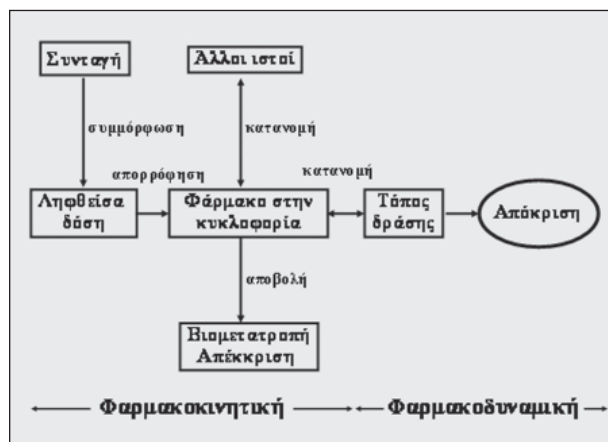 Συνταγή
Άλλοι ιστοί
συμμόρφωση
κατανομή
απορρόφηση
κατανομή
Ληφθείσα
δόση
Φάρμακο στην
κυκλοφορία
Τόπος
δράσης
Απόκριση
αποβολή
Βιομετατροπή
Απέκκριση
Φαρμακοκινητική
Φαρμακοδυναμική